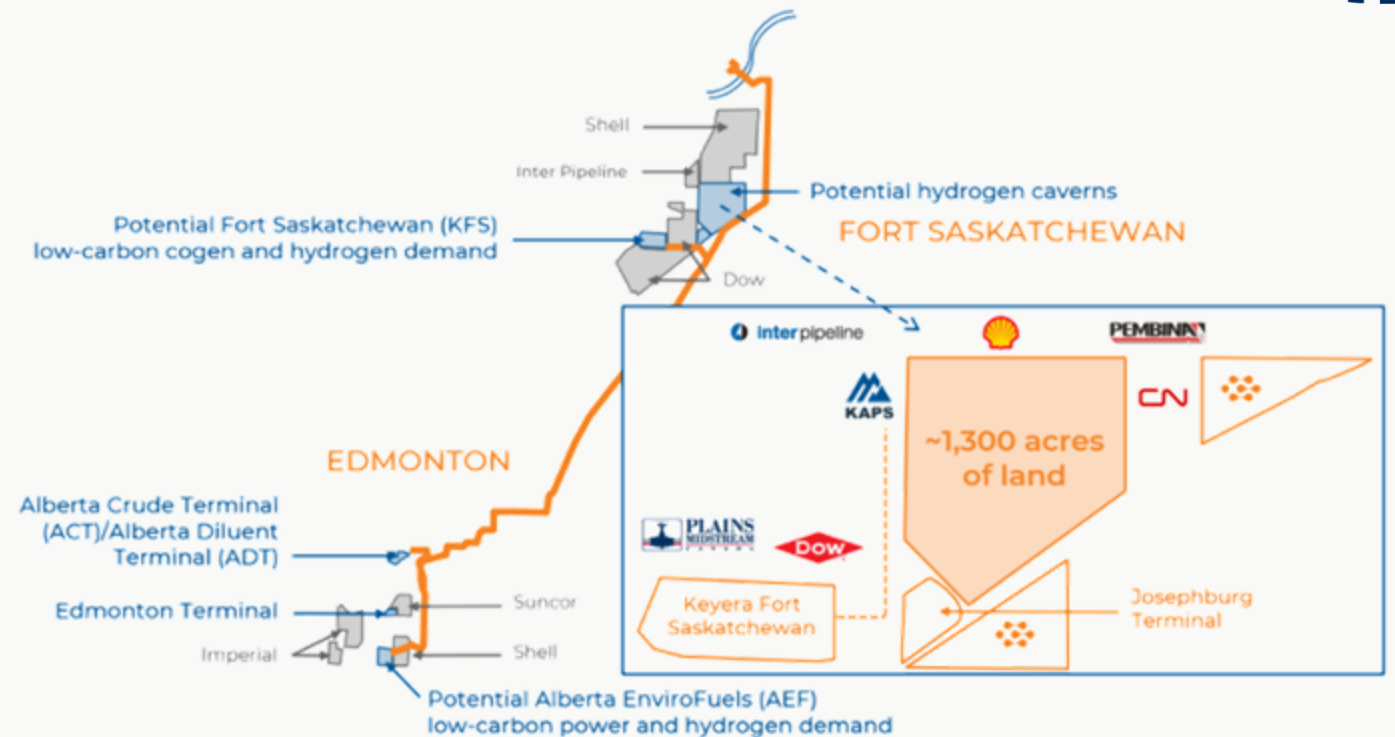 Shell
Inter Pipeline
Potential hydrogen caverns
Potential Fort Saskatchewan (KFS)
low-carbon cogen and hydrogen demand
FORT SASKATCHEWAN
Dow
Inter pipeline
PEMBINA
KAPS
CN
~1,300 acres
of land
EDMONTON
Alberta Crude Terminal
(ACT)/Alberta Diluent
Terminal (ADT)
PLAINS
MIDSTREAM
CANADA
Dow
Keyera Fort
Saskatchewan
Josephburg
Terminal
Edmonton Terminal
Suncor
Imperial
Shell
Potential Alberta EnviroFuels (AEF)
low-carbon power and hydrogen demand